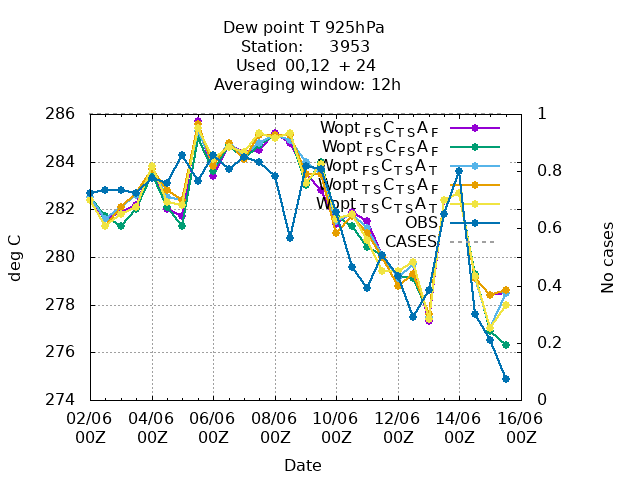 Dew point T 925hPa
Station: 3953
Used 00,12 + 24
Averaging window: 12h
286
284
282
280
278
276
274
deg C
1
0.8
0.6
0.4
0.2
0
No cases
Wopt FS C TS A F
Wopt FS C FS A F
Wopt FS C TS A T
Wopt TS C TS A F
Wopt TS C TS A T
OBS
CASES
02/06 04/06 06/06 08/06 10/06 12/06 14/06 16/06
00Z 00Z 00Z 00Z 00Z 00Z 00Z 00Z
Date